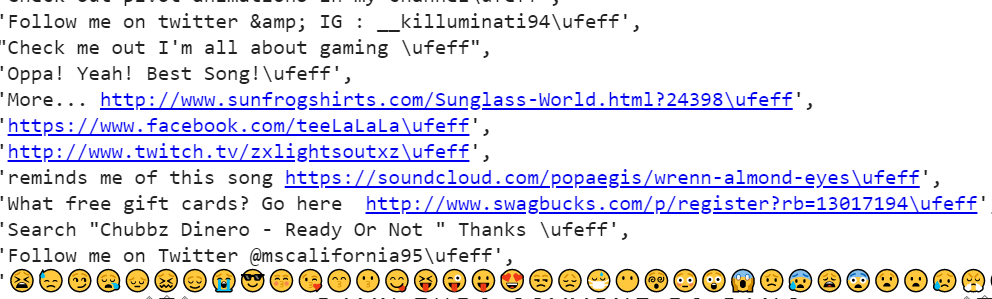 'Follow me on twitter &amp; IG : __killuminati94\ufeff',
"Check me out I'm all about gaming \ufeff",
'Oppa! Yeah! Best Song!\ufeff',
'More... http://www.sunfrogshirts.com/Sunglass-World.html?24398\ufeff',
'https://www.facebook.com/teeLaLaLa\ufeff',
'http://www.twitch.tv/zxlightsoutxz\ufeff',
'reminds me of this song https://soundcloud.com/popaegis/wrenn-almond-eyes\ufeff',
'What free gift cards? Go here  http://www.swagbucks.com/p/register?rb=13017194\ufeff'
'Search "Chubbz Dinero - Ready Or Not " Thanks \ufeff',
'Follow me on Twitter @mscalifornia95\ufeff',